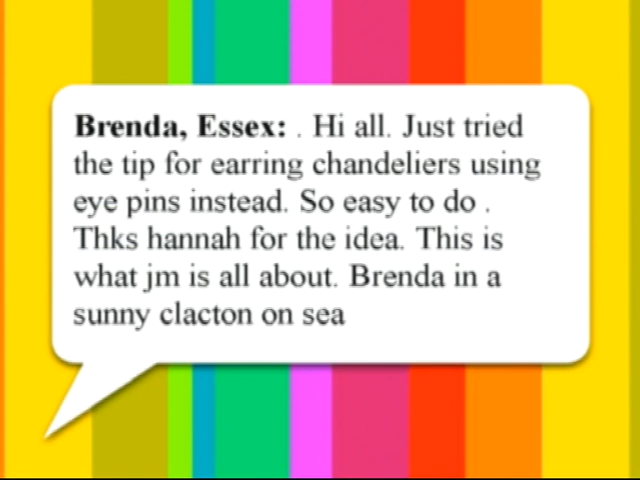 Brenda, Essex: . Hi all. Just tried
the tip for earring chandeliers using
eye pins instead. So easy to do .
Thks hannah for the idea. This is
what jm is all about. Brenda in a
sunny clacton on sea